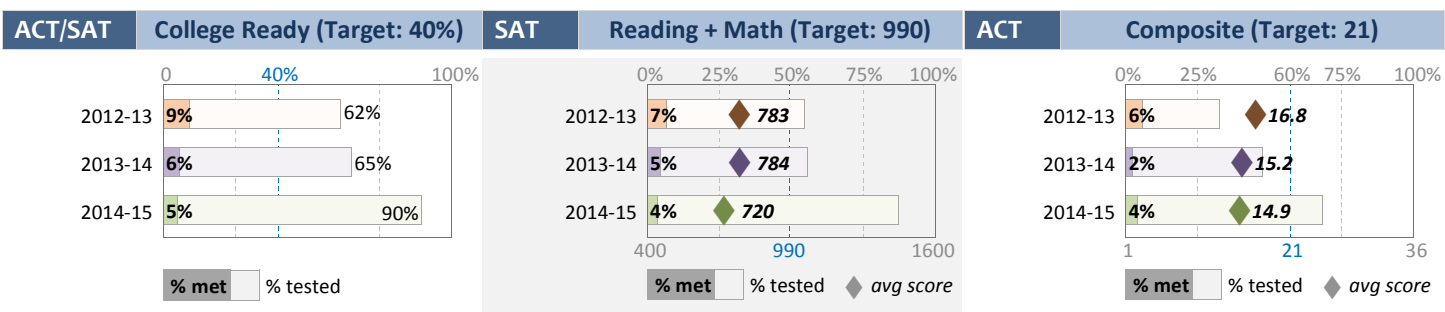 ACT/SAT College Ready (Target: 40%)
0 40% 100%
2012-13 9% 62%
2013-14 6% 65%
2014-15 5% 90%
% met % tested
SAT Reading + Math (Target: 990)
0% 25% 50% 75% 100%
2012-13 7% 783
2013-14 5% 784
2014-15 4% 720
400 990 1600
% met % tested avg score
ACT Composite (Target: 21)
0% 25% 60% 75% 100%
2012-13 6% 16.8
2013-14 2% 15.2
2014-15 4% 14.9
1 21 36
% met % tested avg score